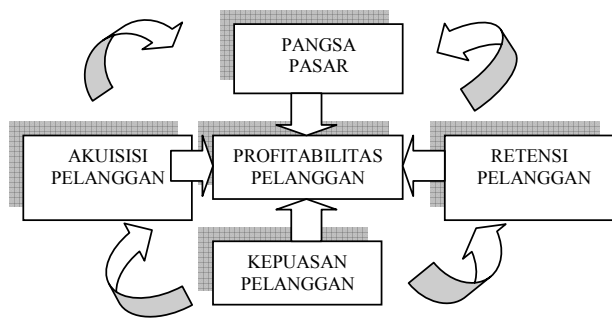 PANGSA
PASAR
AKUISISI
PELANGGAN
PROFITABILITAS
PELANGGAN
RETENSI
PELANGGAN
KEPUASAN
PELANGGAN